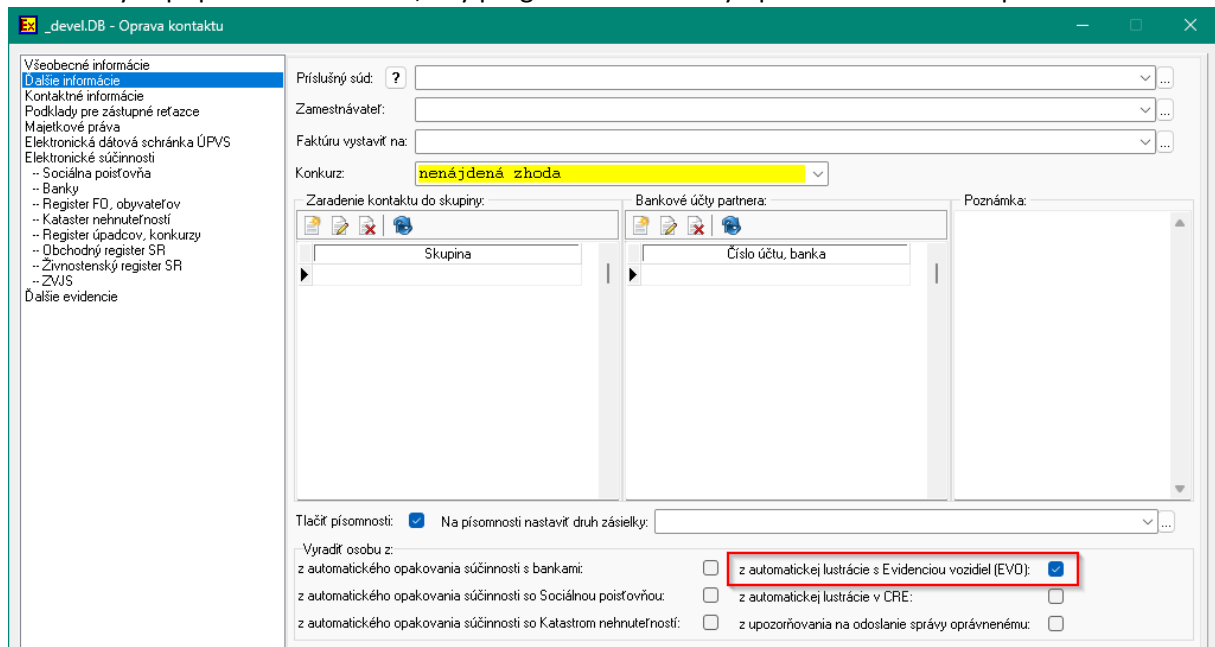 _devel.DB - Oprava kontaktu
Všeobecné informácie
Ďalšie informácie
Kontaktné informácie
Podklady pre zástupné reťazce
Majetkové práva
Elektronická dátová schránka ÚPVS
Elektronické súčinnosti
-- Sociálna poisťovňa
-- Banky
-- Register FO, obyvateľov
-- Kataster nehnuteľností
-- Register úpadcov, konkurzy
-- Obchodný register SR
-- Živnostenský register SR
-- ZVJS
Ďalšie evidencie
Príslušný súd: ?
Zamestnávateľ:
Faktúru vystaviť na:
Konkurz: nenájdená zhoda
Zaradenie kontaktu do skupiny: Bankové účty partnera: Poznámka:
Skupina Číslo účtu, banka
Tlačiť písomnosti: Na písomnosti nastaviť druh zásielky:
Vyradiť osobu z:
z automatického opakovania súčinnosti s bankami: z automatickej lustrácie s Evidenciou vozidiel (EVO):
z automatického opakovania súčinnosti so Sociálnou poisťovňou: z automatickej lustrácie v CRE:
z automatického opakovania súčinnosti so Katastrom nehnuteľností: z upozorňovania na odoslanie správy oprávnenému: